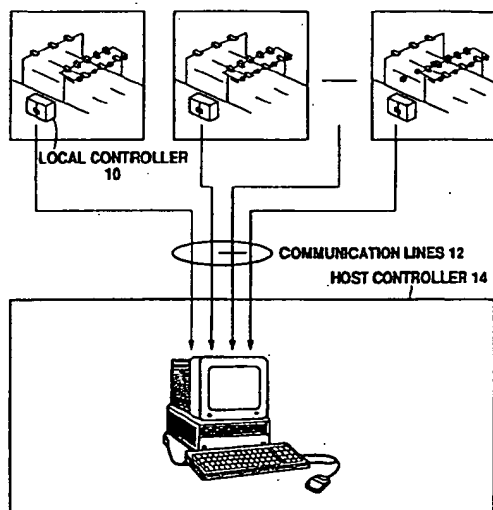 LOCAL CONTROLLER
10
COMMUNICATION LINES 12
HOST CONTROLLER 14